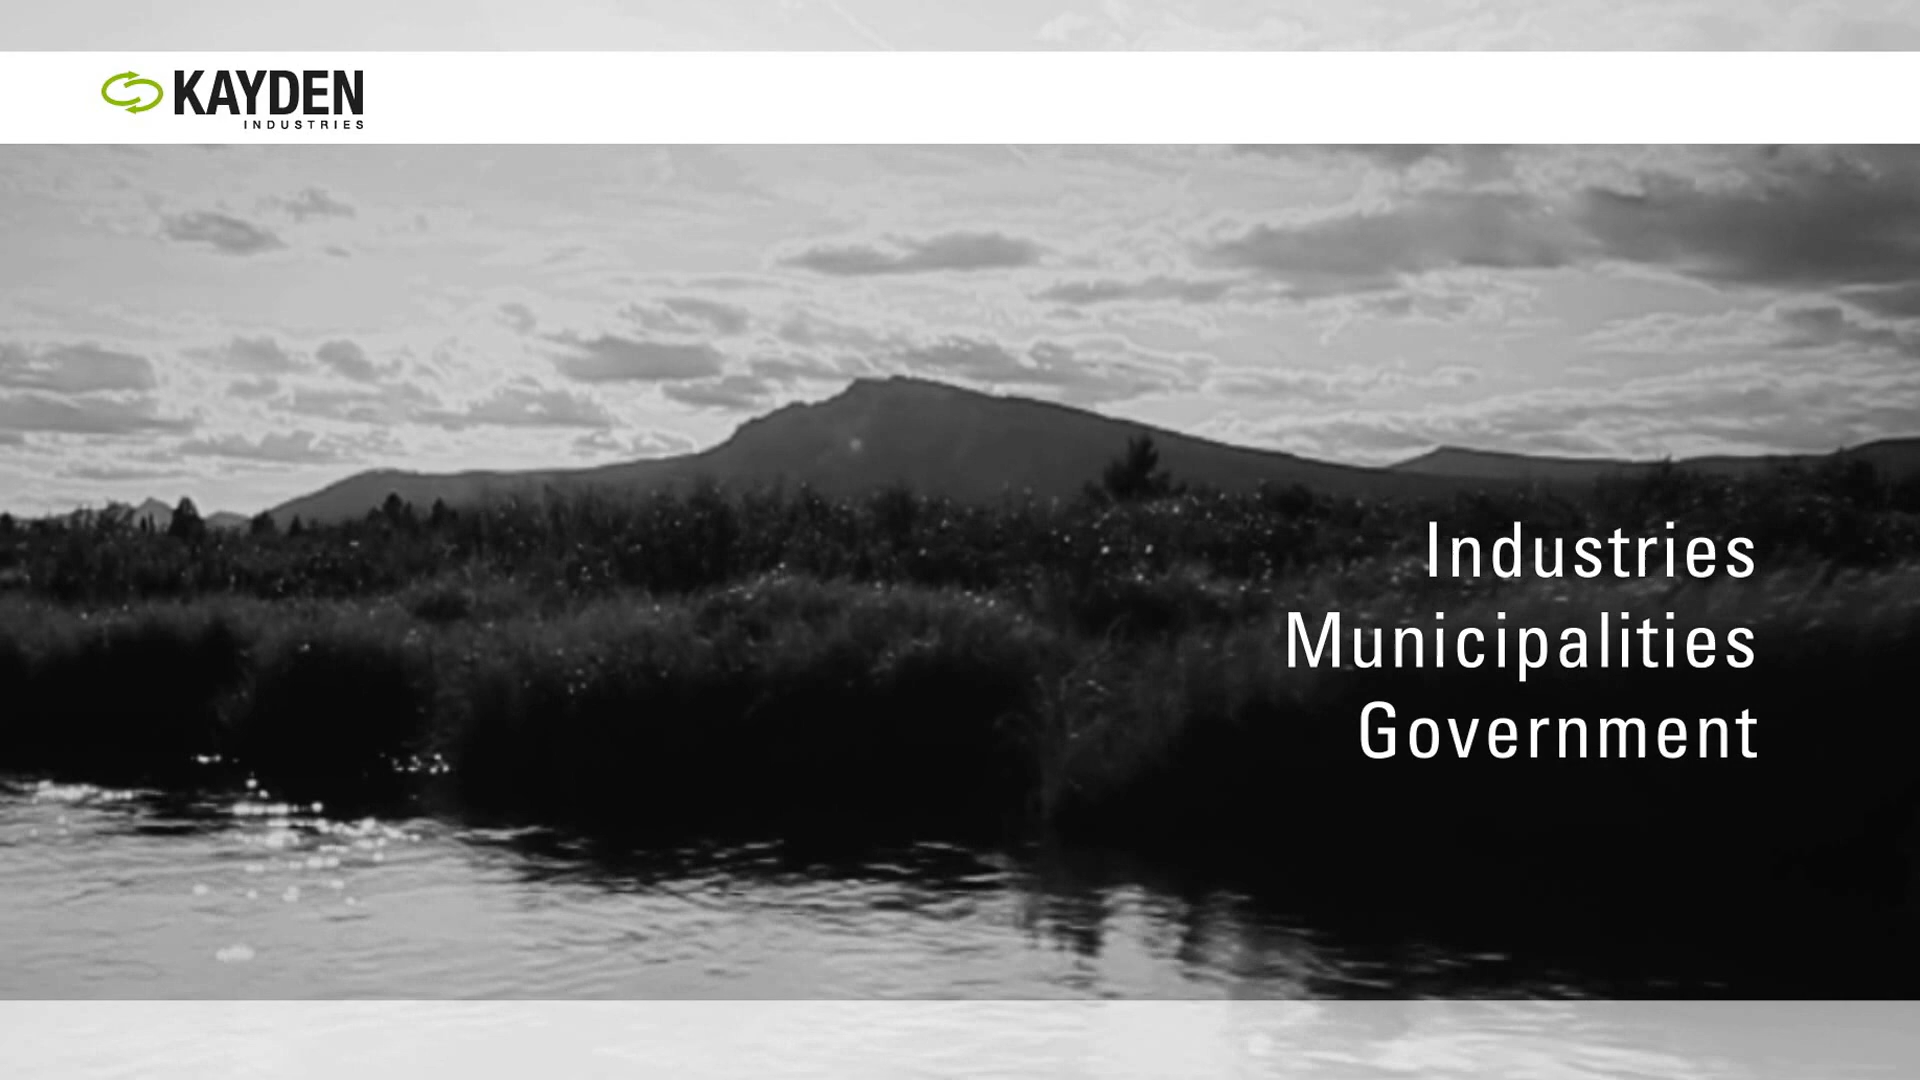 KAYDEN
INDUSTRIES
Industries
Municipalities
Government